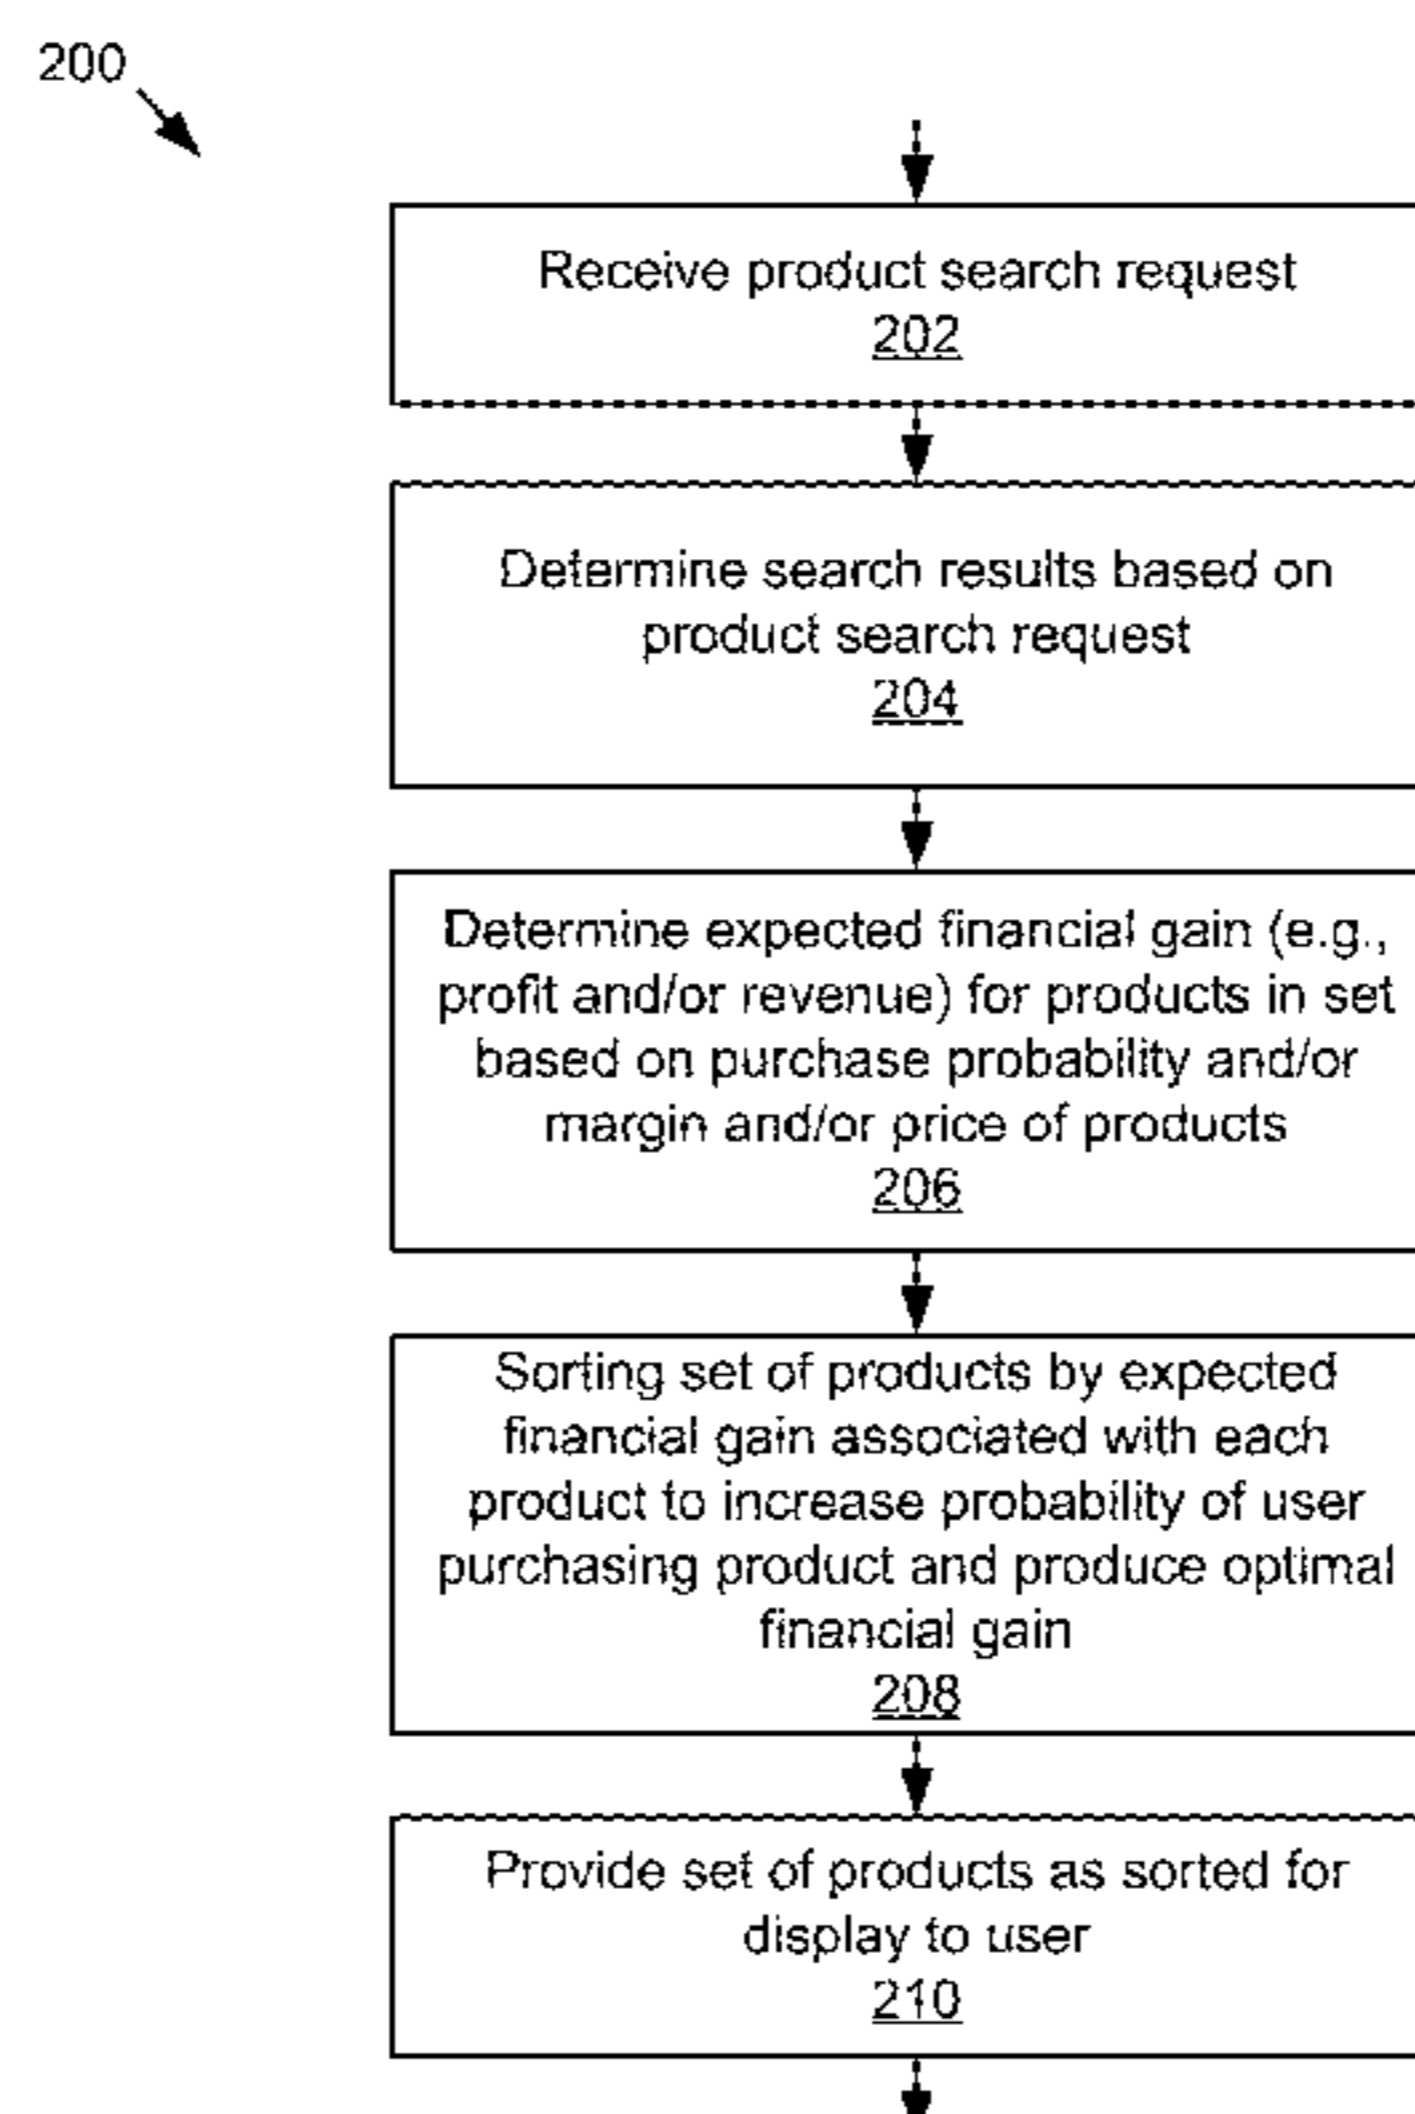 200
Receive product search request
202
Determine search results based on
product search request
204
Determine expected financial gain (e.g.,
profit and/or revenue) for products in set
based on purchase probability and/or
margin and/or price of products
206
Sorting set of products by expected
financial gain associated with each
product to increase probability of user
purchasing product and produce optimal
financial gain
208
Provide set of products as sorted for
display to user
210